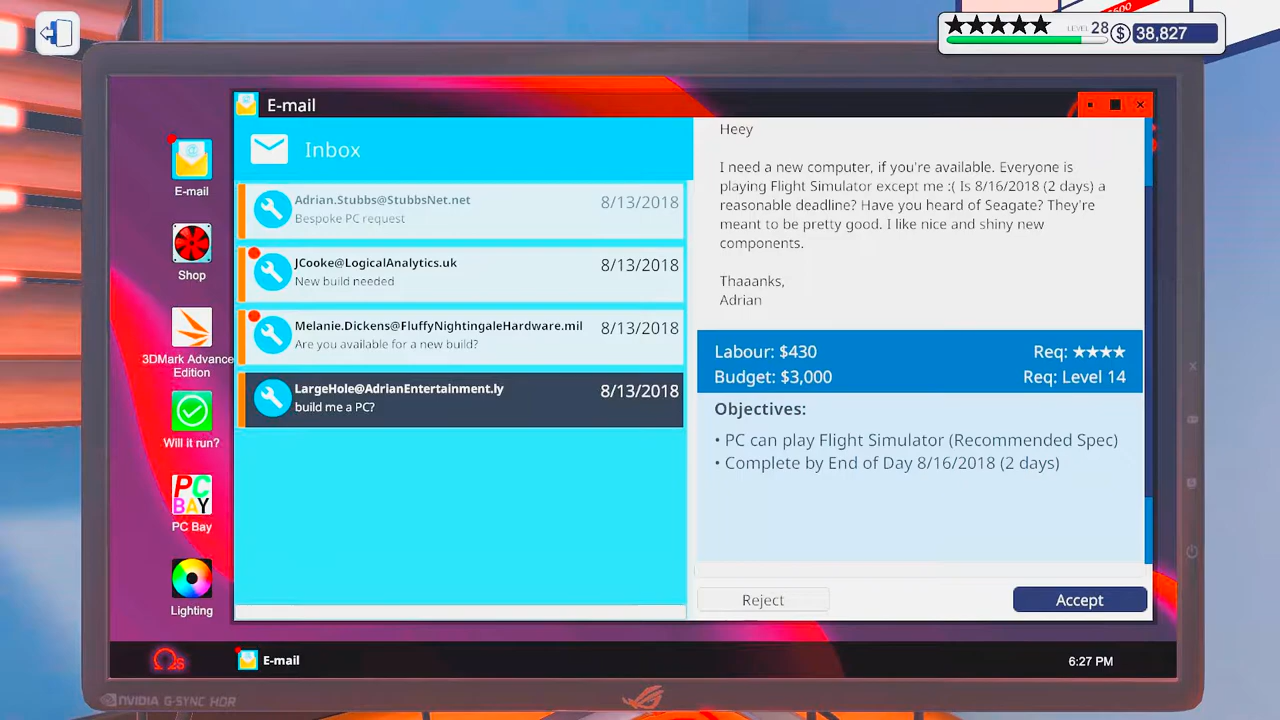 LEVEL 28
$ 38,827
E-mail
Inbox
Adrian.Stubbs@StubbsNet.net
8/13/2018
Bespoke PC request
JCooke@LogicalAnalytics.uk
8/13/2018
New build needed
Melanie.Dickens@FluffyNightingaleHardware.mil
8/13/2018
Are you available for a new build?
LargeHole@AdrianEntertainment.ly
8/13/2018
build me a PC?
Heey
I need a new computer, if you're available. Everyone is
playing Flight Simulator except me :( Is 8/16/2018 (2 days) a
reasonable deadline? Have you heard of Seagate? They're
meant to be pretty good. I like nice and shiny new
components.
Thaaanks,
Adrian
Labour: $430
Req: ★★★★
Budget: $3,000
Req: Level 14
Objectives:
• PC can play Flight Simulator (Recommended Spec)
• Complete by End of Day 8/16/2018 (2 days)
Reject
Accept
E-mail
Shop
3DMark Advance
Edition
Will it run?
PC
BAY
PC Bay
Lighting
E-mail
6:27 PM
NVIDIA G-SYNC HDR